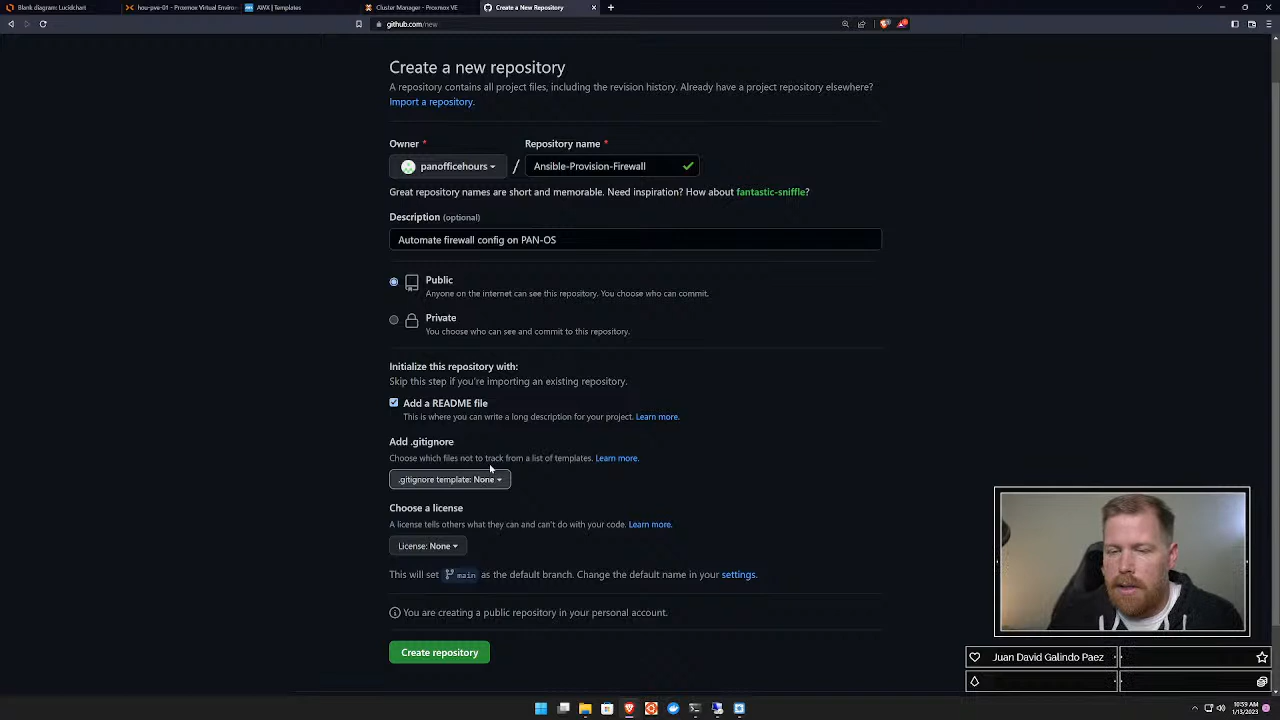 Blank diagram: Lucidchart
hou-pve-01 - Proxmox Virtual Enviro
AWX | Templates
Cluster Manager - Proxmox VE
Create a New Repository
github.com/new
Create a new repository
A repository contains all project files, including the revision history. Already have a project repository elsewhere?
Import a repository.
Owner *
Repository name *
panofficehours / Ansible-Provision-Firewall
Great repository names are short and memorable. Need inspiration? How about fantastic-sniffle?
Description (optional)
Automate firewall config on PAN-OS
Public
Anyone on the internet can see this repository. You choose who can commit.
Private
You choose who can see and commit to this repository.
Initialize this repository with:
Skip this step if you're importing an existing repository.
Add a README file
This is where you can write a long description for your project. Learn more.
Add .gitignore
Choose which files not to track from a list of templates. Learn more.
.gitignore template: None
Choose a license
A license tells others what they can and can't do with your code. Learn more.
License: None
This will set main as the default branch. Change the default name in your settings.
You are creating a public repository in your personal account.
Create repository
Juan David Galindo Paez
10:59 AM
1/13/2023